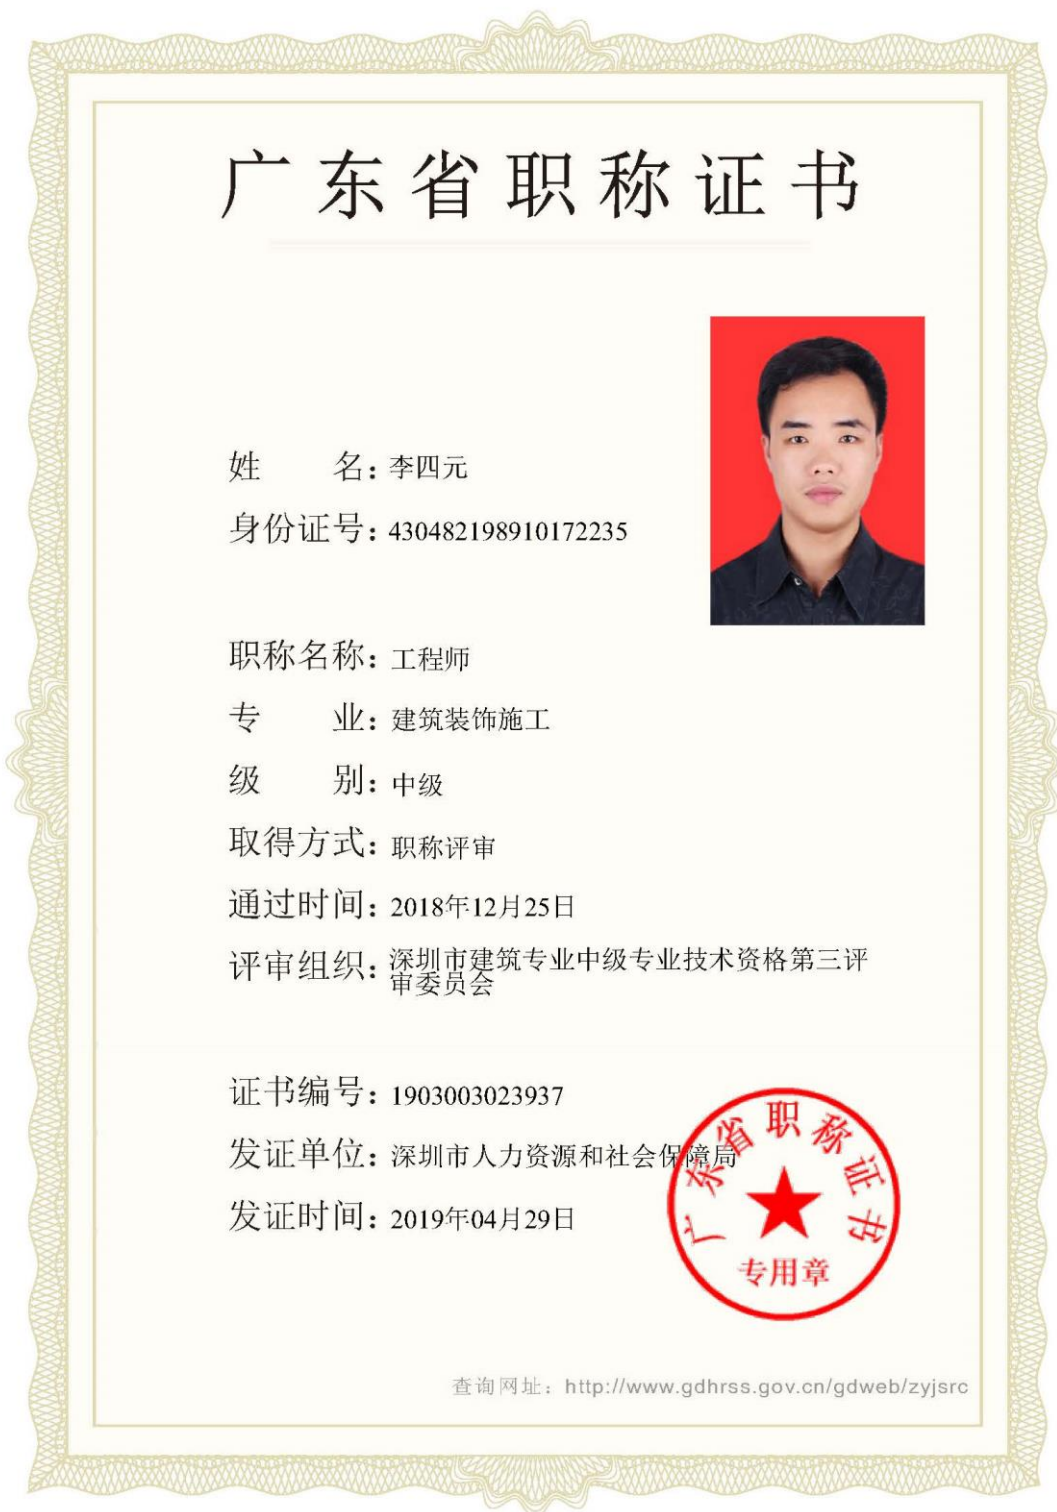 广东省职称证书
姓名：李四元
身份证号：430482198910172235
职称名称：工程师
专业：建筑装饰施工
级别：中级
取得方式：职称评审
通过时间：2018年12月25日
评审组织：深圳市建筑专业中级专业技术资格第三评
审委员会
证书编号：1903003023937
发证单位：深圳市人力资源和社会保障局
发证时间：2019年04月29日
广东省职称证书
专用章
查询网址：http://www.gdhrss.gov.cn/gdweb/zyjsrc